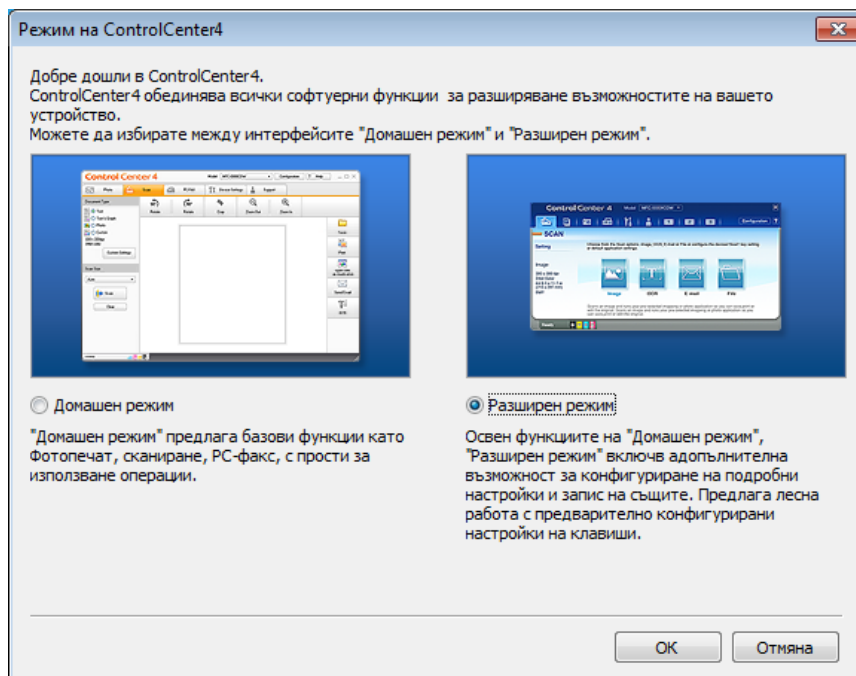 Режим на ControlCenter4
Добре дошли в ControlCenter4.
ControlCenter4 обединява всички софтуерни функции за разширяване възможностите на вашето
устройство.
Можете да избирате между интерфейсите "Домашен режим" и "Разширен режим".
Control Center 4
Control Center 4
SCAN
Setting
Image
Image
OCR
E-mail
File
Ready
Домашен режим
Разширен режим
"Домашен режим" предлага базови функции като
Фотопечат, сканиране, PC-факс, с прости за
използване операции.
Освен функциите на "Домашен режим",
"Разширен режим" включв адопълнителна
възможност за конфигуриране на подробни
настройки и запис на същите. Предлага лесна
работа с предварително конфигурирани
настройки на клавиши.
OK
Отмяна